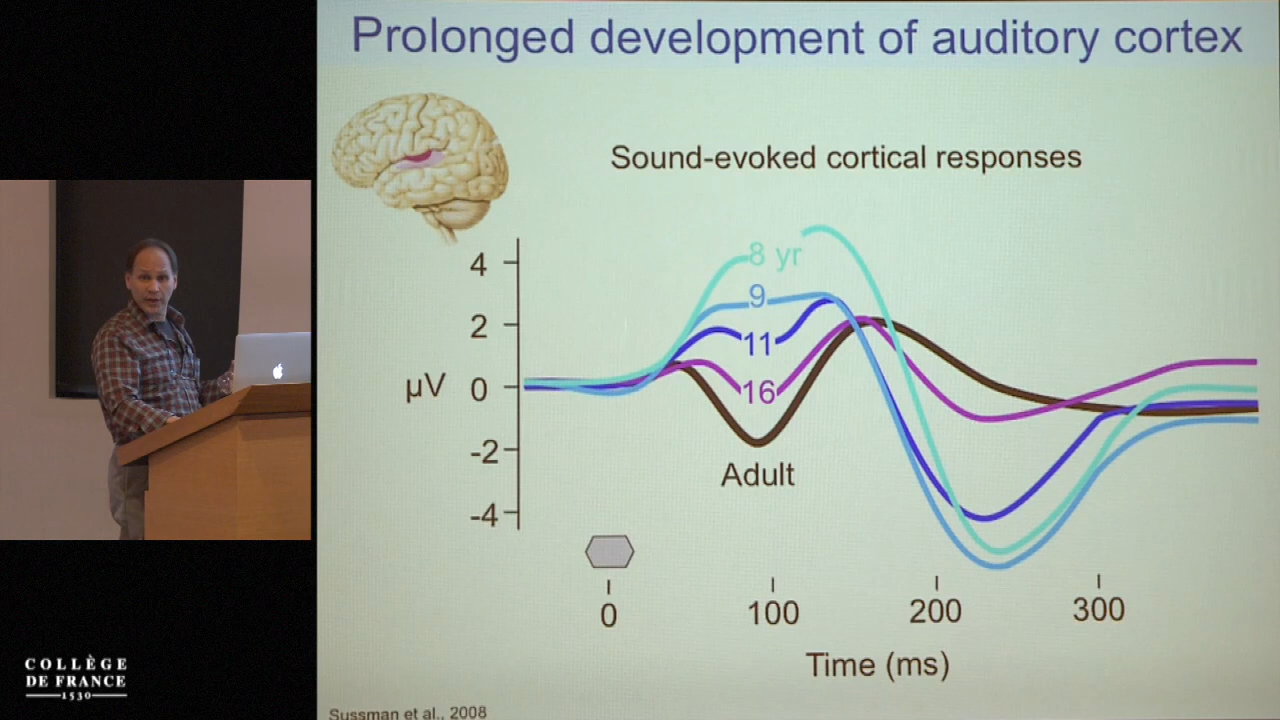 Prolonged development of auditory cortex
Sound-evoked cortical responses
4
2
µV 0
-2
-4
8 yr
9
11
16
Adult
0 100 200 300
Time (ms)
Sussman et al., 2008
COLLÈGE
DE FRANCE
1530